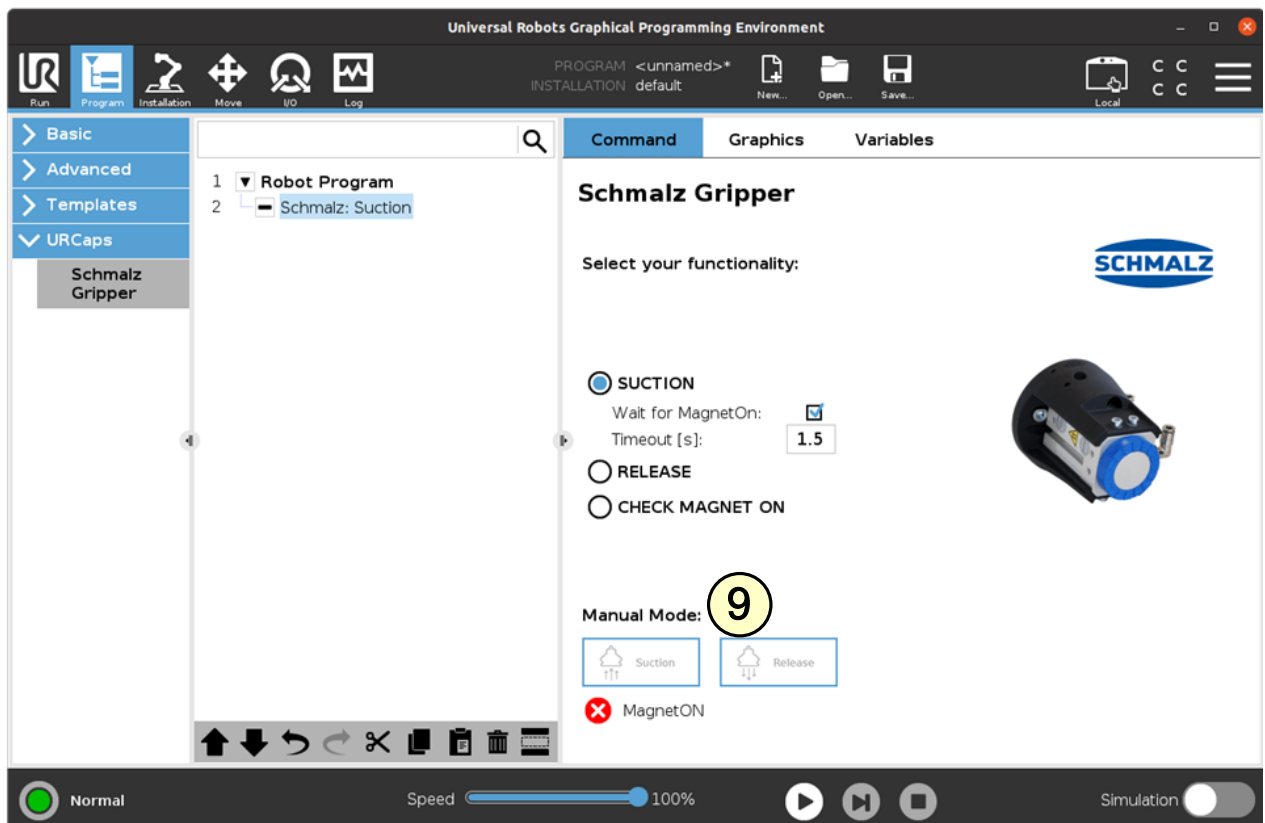 Universal Robots Graphical Programming Environment
Run
Program
Installation
Move
I/O
Log
PROGRAM <unnamed>*
INSTALLATION default
New...
Open...
Save...
Local
C C
C C
Basic
Advanced
Templates
URCaps
Schmalz
Gripper
1 Robot Program
2 Schmalz: Suction
Command Graphics Variables
Schmalz Gripper
Select your functionality:
SCHMALZ
SUCTION
Wait for MagnetOn:
Timeout [s]: 1.5
RELEASE
CHECK MAGNET ON
Manual Mode: 9
Suction Release
MagnetON
Normal
Speed 100%
Simulation